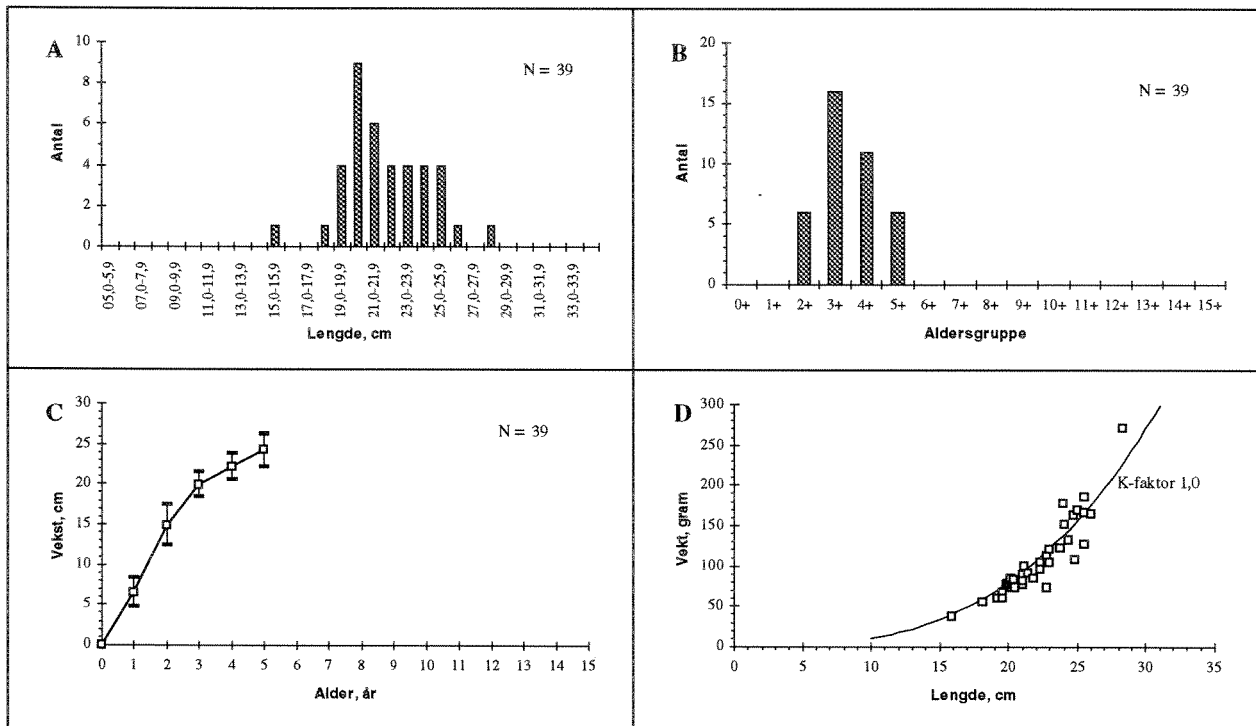 A
10
8
6
4
2
0
Antal
N = 39
05,0-5,9
07,0-7,9
09,0-9,9
11,0-11,9
13,0-13,9
15,0-15,9
17,0-17,9
19,0-19,9
21,0-21,9
23,0-23,9
25,0-25,9
27,0-27,9
29,0-29,9
31,0-31,9
33,0-33,9
Lengde, cm
B
20
15
10
5
0
Antal
N = 39
0+ 1+ 2+ 3+ 4+ 5+ 6+ 7+ 8+ 9+ 10+ 11+ 12+ 13+ 14+ 15+
Aldersgruppe
C
30
25
20
15
10
5
0
Vekst, cm
N = 39
0 1 2 3 4 5 6 7 8 9 10 11 12 13 14 15
Alder, år
D
300
250
200
150
100
50
0
Vekt, gram
K-faktor 1,0
0 5 10 15 20 25 30 35
Lengde, cm